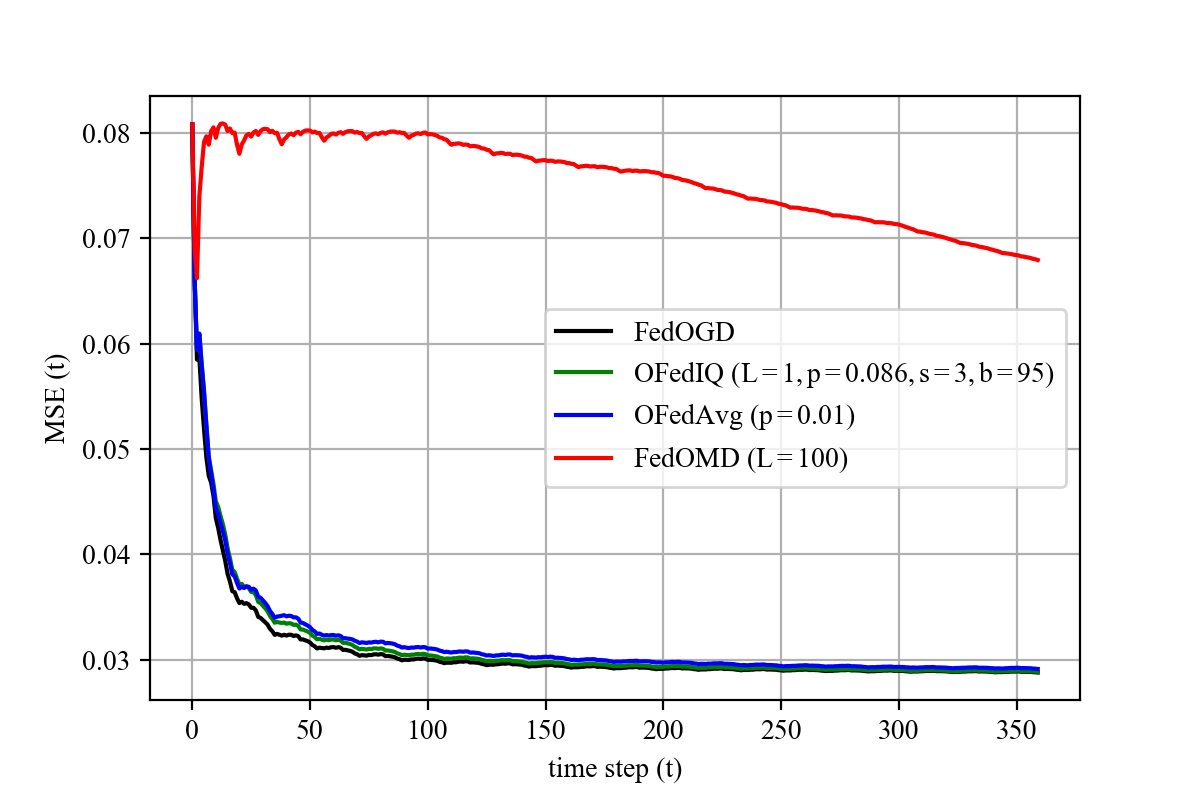 0.08
0.07
0.06
0.05
0.04
0.03
MSE (t)
FedOGD
OFedIQ (L = 1, p = 0.086, s = 3, b = 95)
OFedAvg (p = 0.01)
FedOMD (L = 100)
0 50 100 150 200 250 300 350
time step (t)